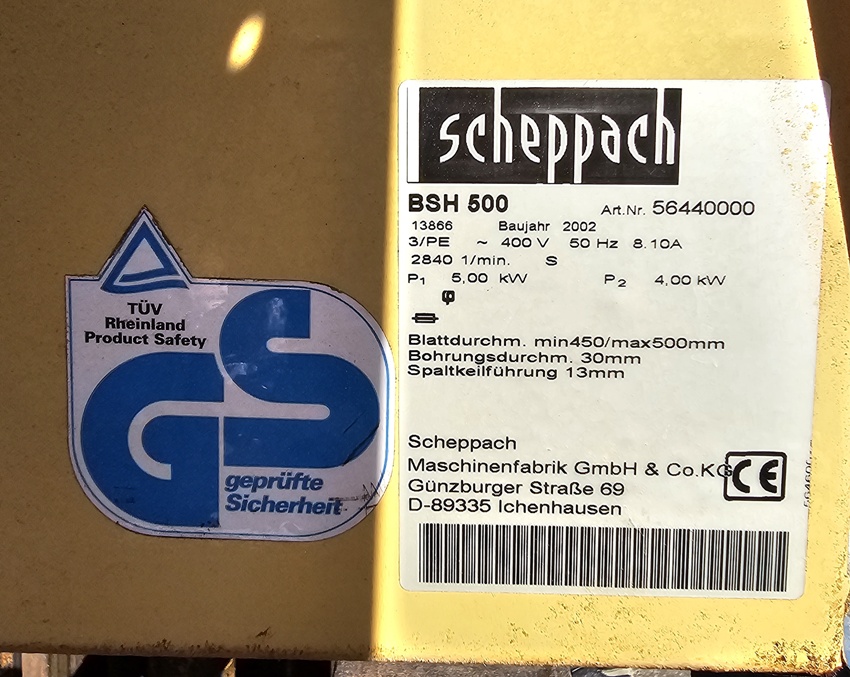 scheppach
BSH 500 Art.Nr. 56440000
13866 Baujahr 2002
3/PE ~ 400 V 50 Hz 8.10A
2840 1/min. S
P1 5,00 kW P2 4,00 kW
φ
Blattdurchm. min450/max500mm
Bohrungsdurchm. 30mm
Spaltkeilführung 13mm
Scheppach
Maschinenfabrik GmbH & Co.KG
Günzburger Straße 69
D-89335 Ichenhausen
CE
TÜV
Rheinland
Product Safety
GS
geprüfte
Sicherheit